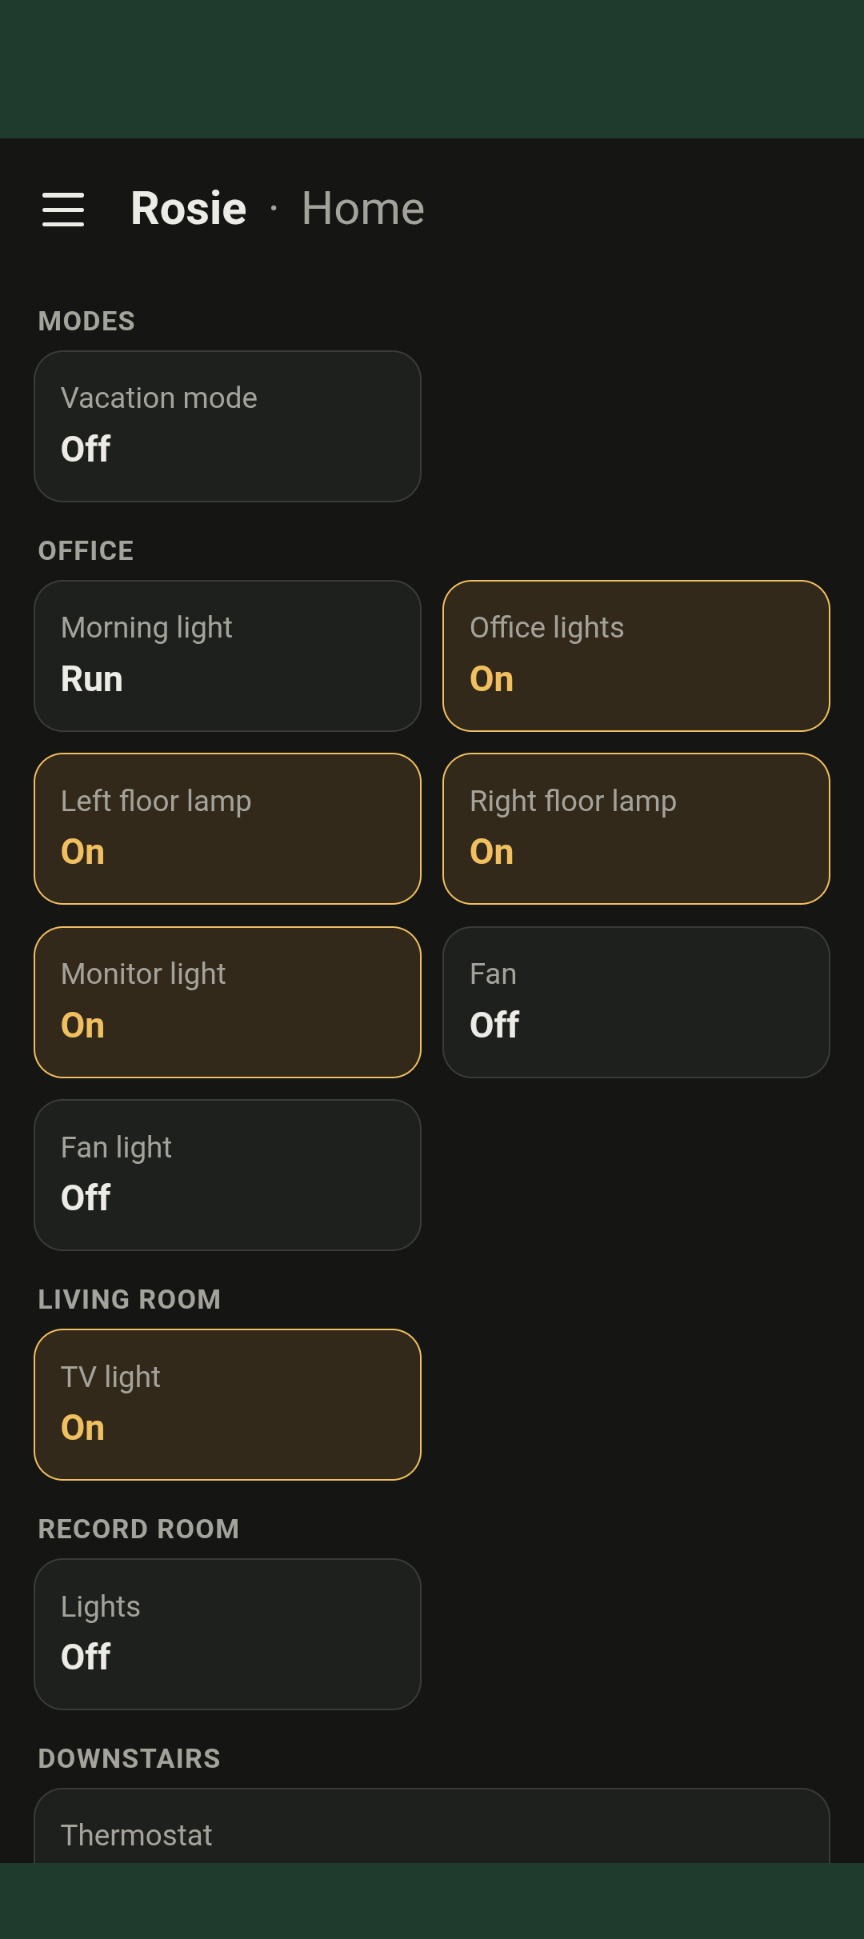 Rosie · Home
MODES
Vacation mode
Off
OFFICE
Morning light
Run
Office lights
On
Left floor lamp
On
Right floor lamp
On
Monitor light
On
Fan
Off
Fan light
Off
LIVING ROOM
TV light
On
RECORD ROOM
Lights
Off
DOWNSTAIRS
Thermostat